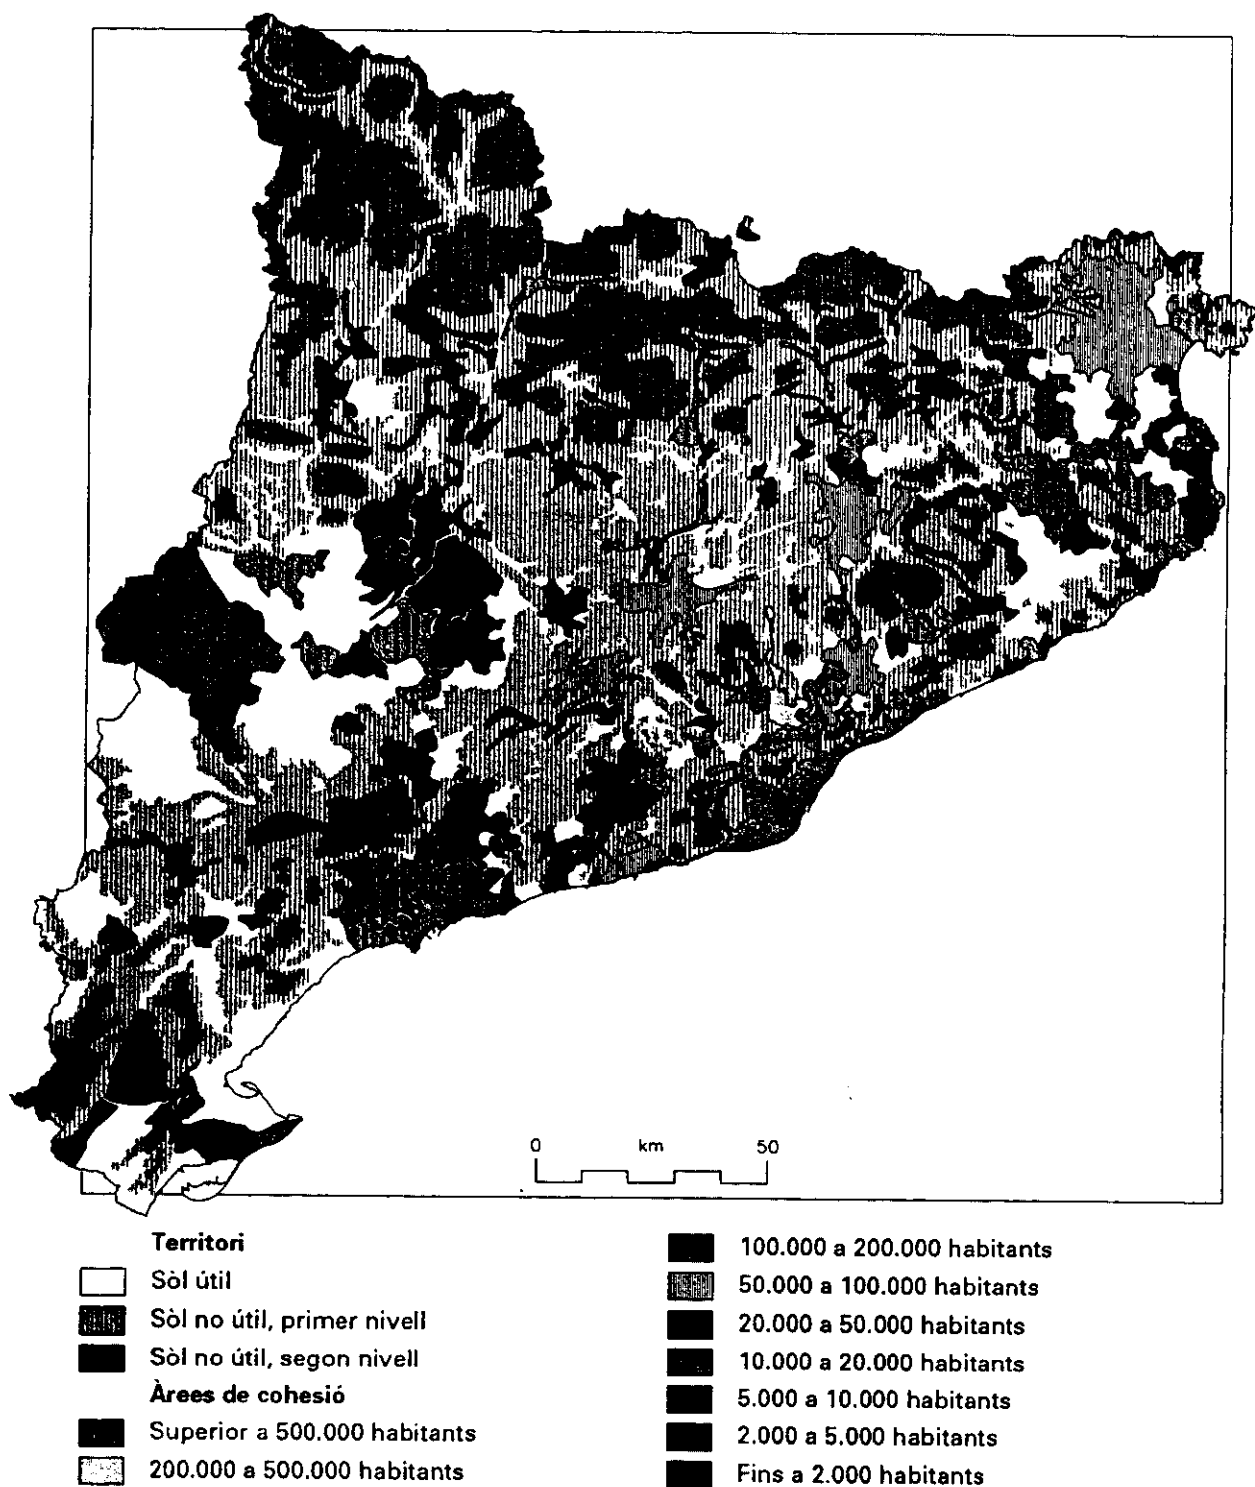 0 km 50
Territori
Sòl útil
Sòl no útil, primer nivell
Sòl no útil, segon nivell
Àrees de cohesió
Superior a 500.000 habitants
200.000 a 500.000 habitants
100.000 a 200.000 habitants
50.000 a 100.000 habitants
20.000 a 50.000 habitants
10.000 a 20.000 habitants
5.000 a 10.000 habitants
2.000 a 5.000 habitants
Fins a 2.000 habitants